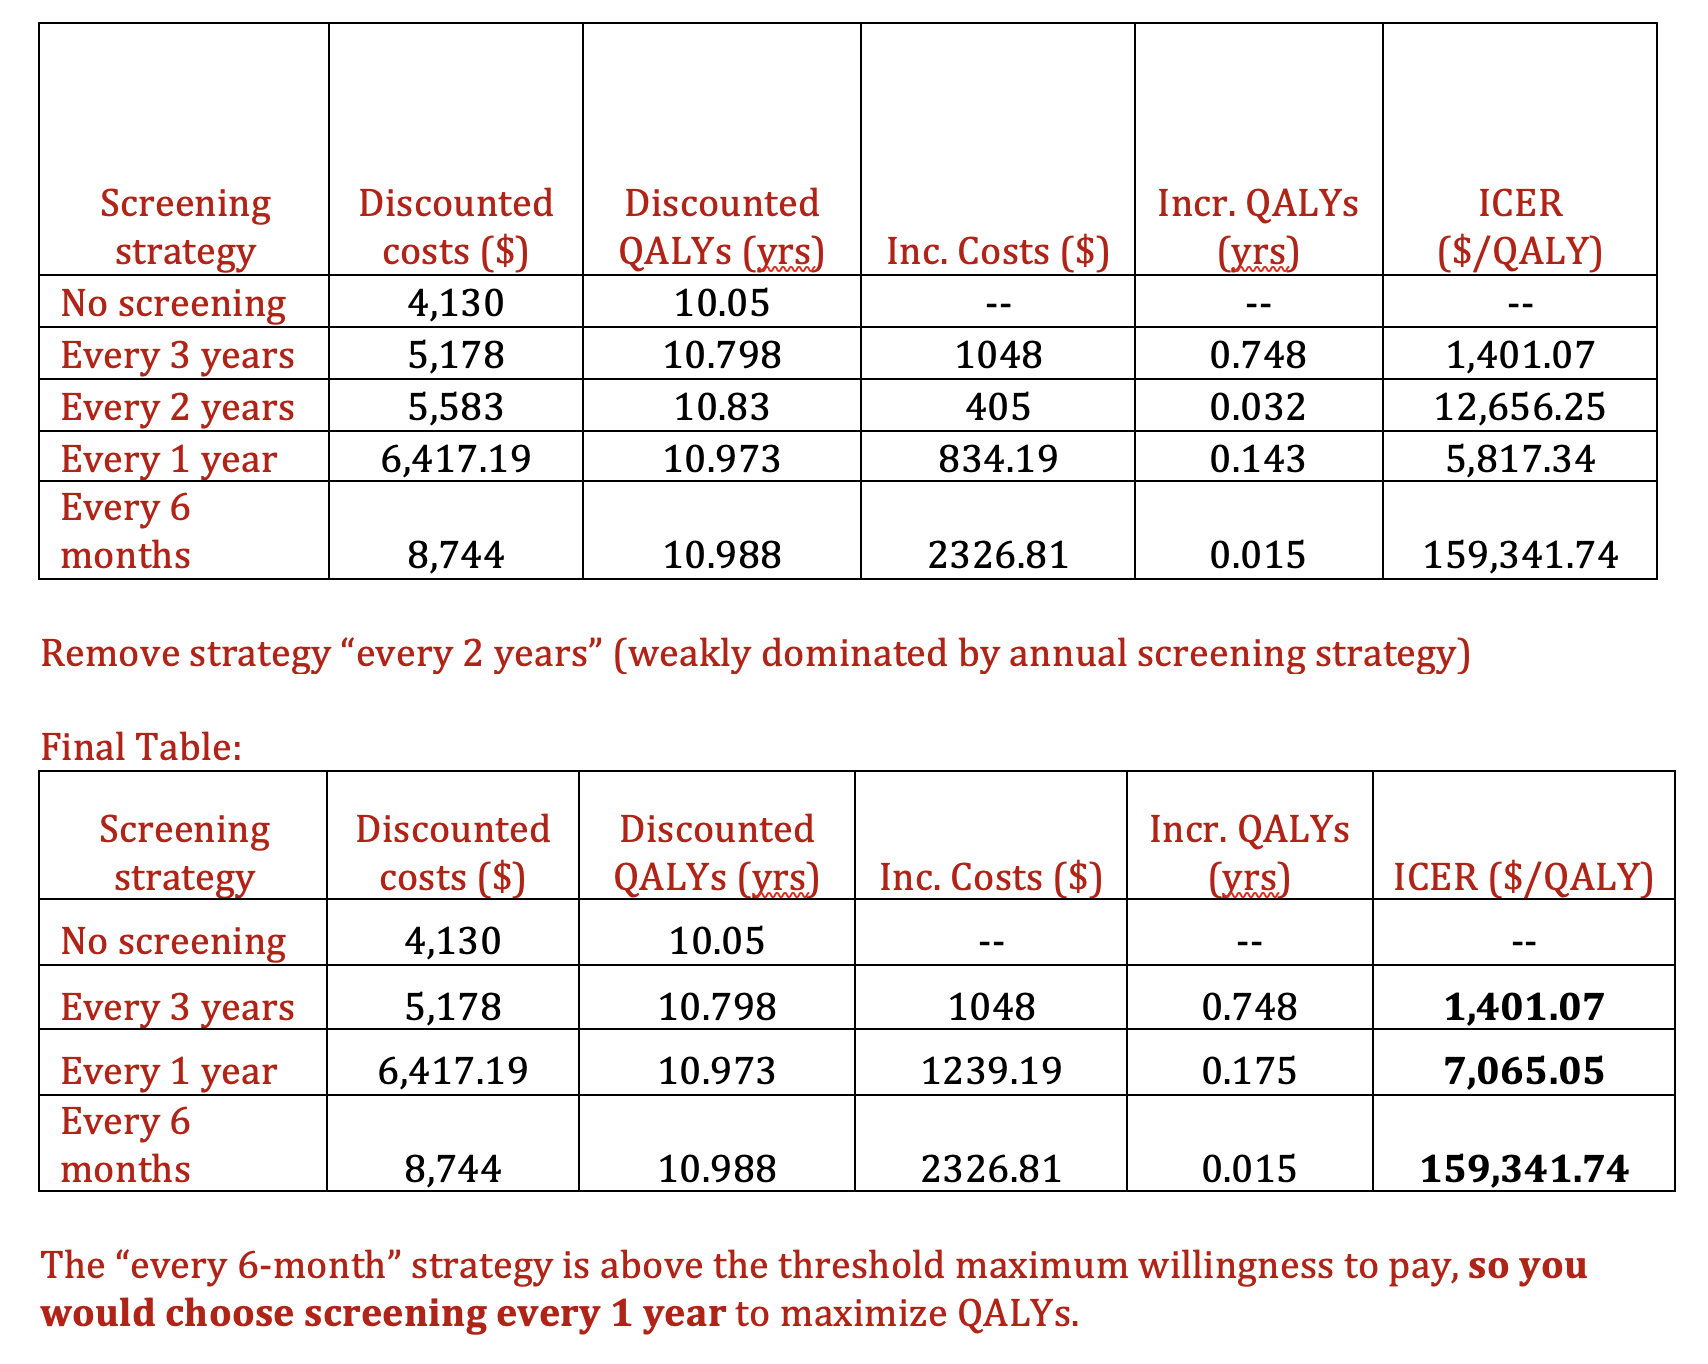 Screening strategy | Discounted costs ($) | Discounted QALYs (yrs) | Inc. Costs ($) | Incr. QALYs (yrs) | ICER ($/QALY)
No screening | 4,130 | 10.05 | -- | -- | --
Every 3 years | 5,178 | 10.798 | 1048 | 0.748 | 1,401.07
Every 2 years | 5,583 | 10.83 | 405 | 0.032 | 12,656.25
Every 1 year | 6,417.19 | 10.973 | 834.19 | 0.143 | 5,817.34
Every 6 months | 8,744 | 10.988 | 2326.81 | 0.015 | 159,341.74
Remove strategy “every 2 years” (weakly dominated by annual screening strategy)
Final Table:
Screening strategy | Discounted costs ($) | Discounted QALYs (yrs) | Inc. Costs ($) | Incr. QALYs (yrs) | ICER ($/QALY)
No screening | 4,130 | 10.05 | -- | -- | --
Every 3 years | 5,178 | 10.798 | 1048 | 0.748 | 1,401.07
Every 1 year | 6,417.19 | 10.973 | 1239.19 | 0.175 | 7,065.05
Every 6 months | 8,744 | 10.988 | 2326.81 | 0.015 | 159,341.74
The “every 6-month” strategy is above the threshold maximum willingness to pay, so you
would choose screening every 1 year to maximize QALYs.